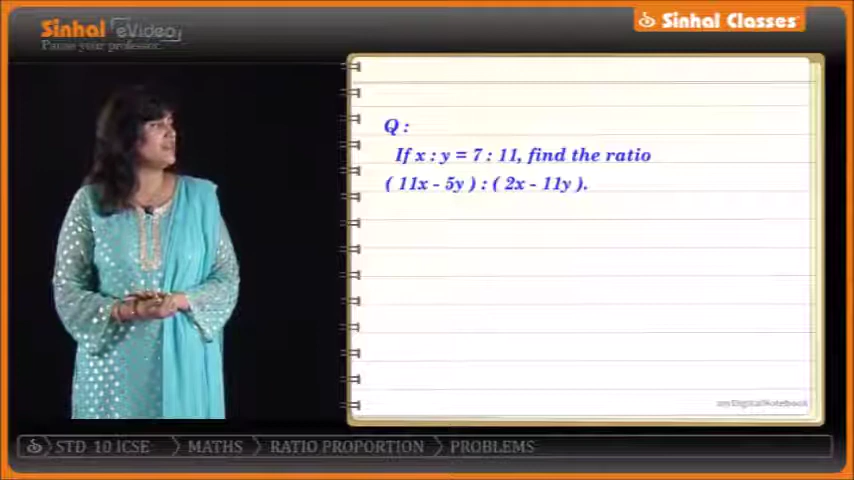 Sinhal eVideo
Pause your professor...
Sinhal Classes
Q :
If x : y = 7 : 11, find the ratio
( 11x - 5y ) : ( 2x - 11y ).
myDigitalNotebook
STD 10 ICSE
MATHS
RATIO PROPORTION
PROBLEMS